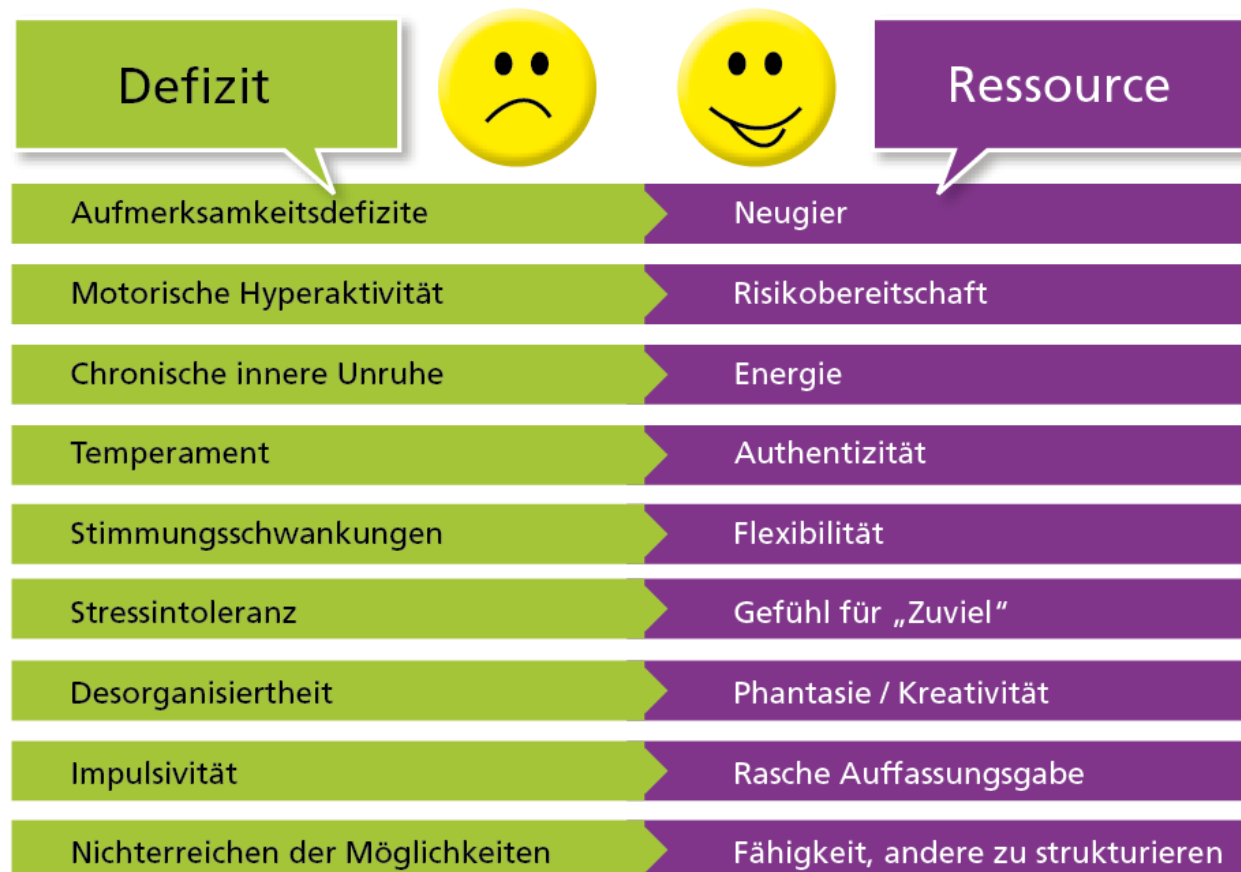 Defizit Ressource
Aufmerksamkeitsdefizite Neugier
Motorische Hyperaktivität Risikobereitschaft
Chronische innere Unruhe Energie
Temperament Authentizität
Stimmungsschwankungen Flexibilität
Stressintoleranz Gefühl für „Zuviel“
Desorganisiertheit Phantasie / Kreativität
Impulsivität Rasche Auffassungsgabe
Nichterreichen der Möglichkeiten Fähigkeit, andere zu strukturieren